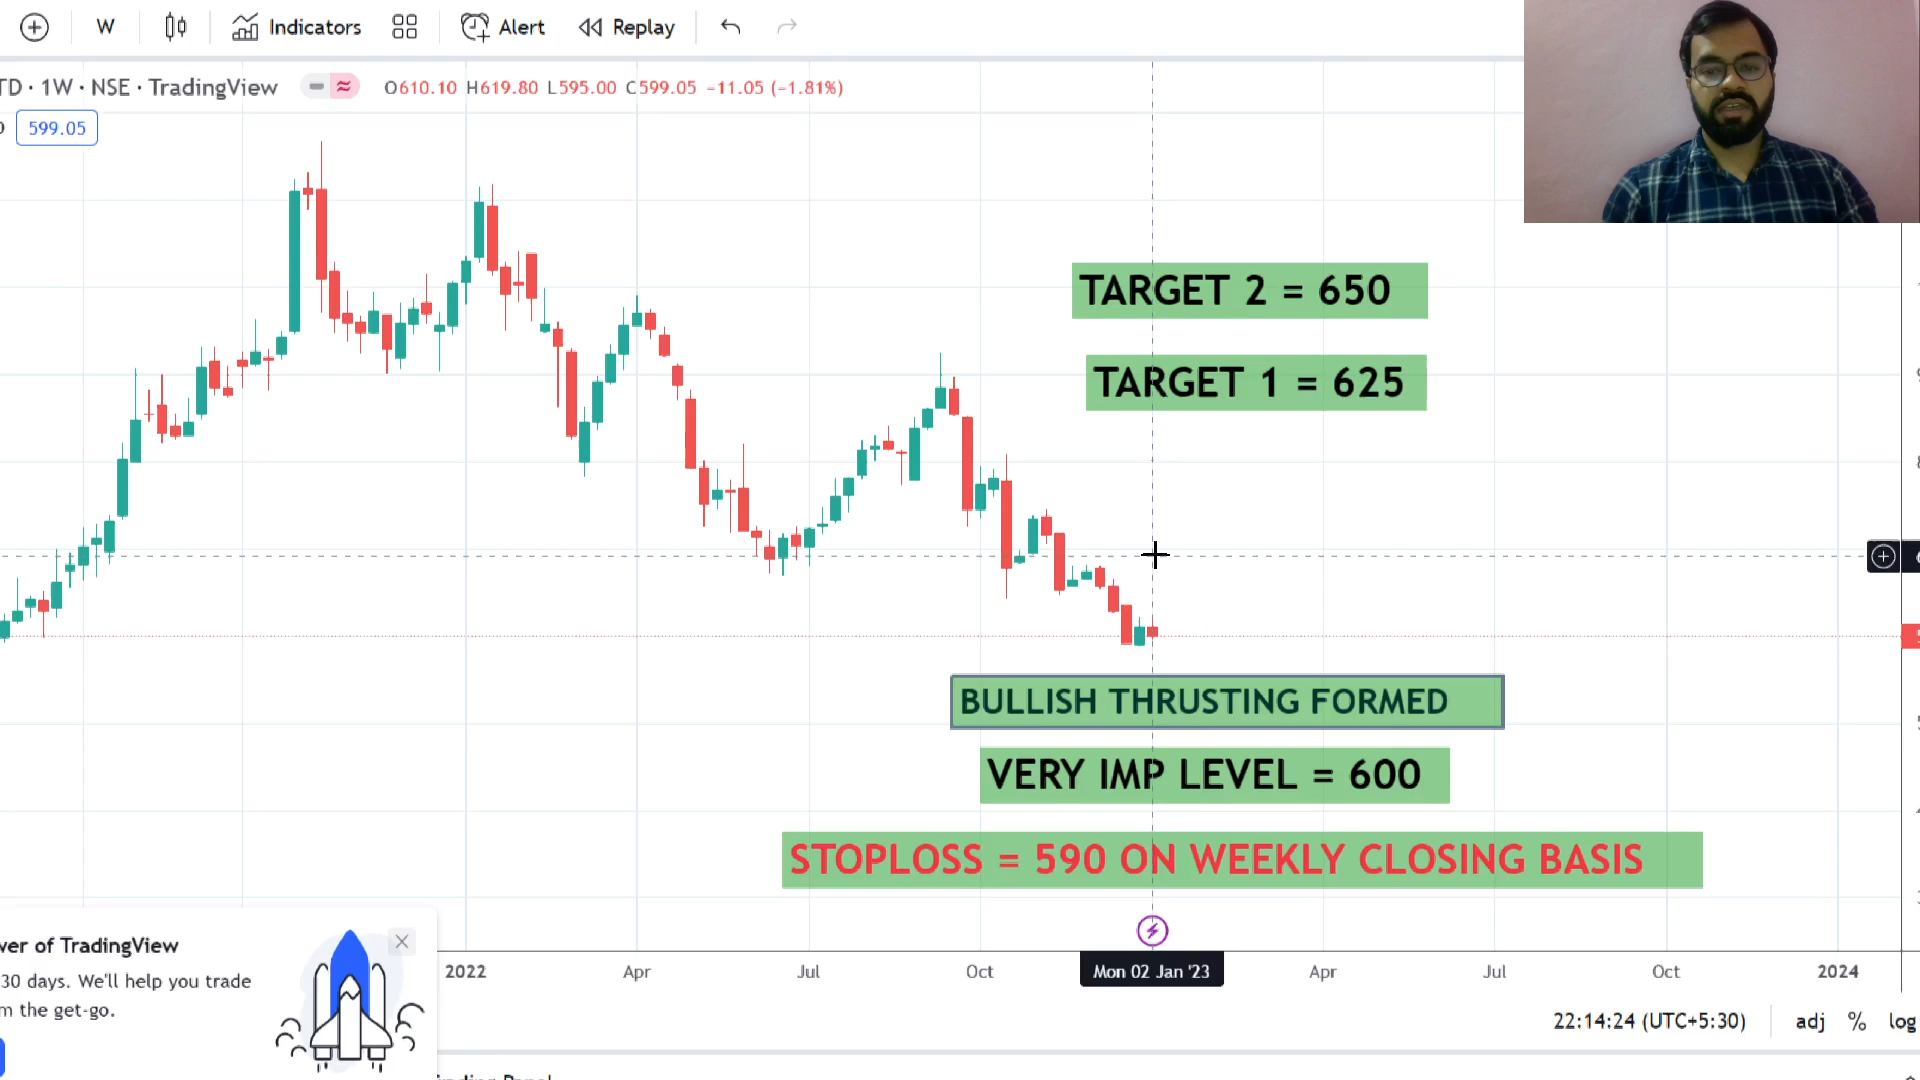 W
Indicators
Alert
Replay
TD · 1W · NSE · TradingView
O610.10 H619.80 L595.00 C599.05 −11.05 (−1.81%)
599.05
TARGET 2 = 650
TARGET 1 = 625
BULLISH THRUSTING FORMED
VERY IMP LEVEL = 600
STOPLOSS = 590 ON WEEKLY CLOSING BASIS
ver of TradingView
30 days. We'll help you trade
m the get-go.
2022 Apr Jul Oct Mon 02 Jan '23 Apr Jul Oct 2024
22:14:24 (UTC+5:30) adj % log